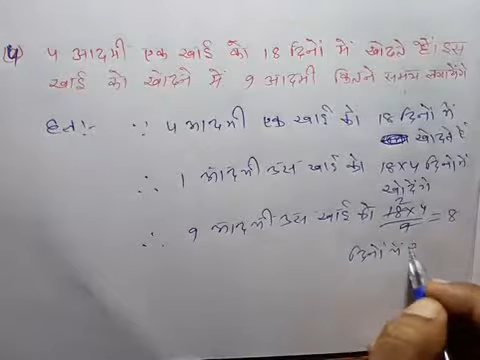 (4) 4 आदमी एक खाई को 18 दिनों में खोदते हैं। इस
खाई को खोदने में 9 आदमी कितने समय लगायेंगे
हल:- ∵ 4 आदमी एक खाई को 18 दिनों में
खोदते हैं
∴ 1 आदमी उस खाई को 18×4 दिनों में
खोदेंगे
∴ 9 आदमी उस खाई को 2 18×4/9 = 8
दिनों में